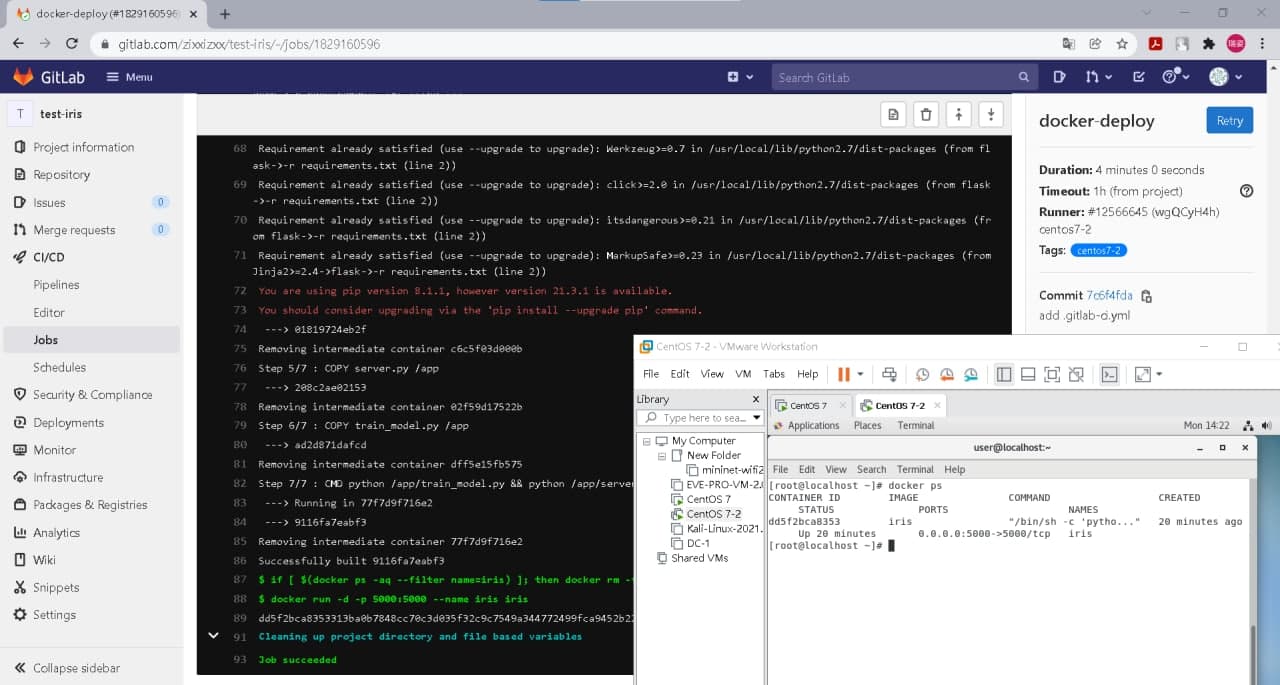 docker-deploy (#1829160596)
gitlab.com/zixxizxx/test-iris/-/jobs/1829160596
GitLab
Menu
Search GitLab
T test-iris
Project information
Repository
Issues 0
Merge requests 0
CI/CD
Pipelines
Editor
Jobs
Schedules
Security & Compliance
Deployments
Monitor
Infrastructure
Packages & Registries
Analytics
Wiki
Snippets
Settings
Collapse sidebar
68 Requirement already satisfied (use --upgrade to upgrade): Werkzeug>=0.7 in /usr/local/lib/python2.7/dist-packages (from fl
ask->-r requirements.txt (line 2))
69 Requirement already satisfied (use --upgrade to upgrade): click>=2.0 in /usr/local/lib/python2.7/dist-packages (from flask
->-r requirements.txt (line 2))
70 Requirement already satisfied (use --upgrade to upgrade): itsdangerous>=0.21 in /usr/local/lib/python2.7/dist-packages (fr
om flask->-r requirements.txt (line 2))
71 Requirement already satisfied (use --upgrade to upgrade): MarkupSafe>=0.23 in /usr/local/lib/python2.7/dist-packages (from
Jinja2>=2.4->flask->-r requirements.txt (line 2))
72 You are using pip version 8.1.1, however version 21.3.1 is available.
73 You should consider upgrading via the 'pip install --upgrade pip' command.
74 ---> 01819724eb2f
75 Removing intermediate container c6c5f03d000b
76 Step 5/7 : COPY server.py /app
77 ---> 208c2ae02153
78 Removing intermediate container 02f59d17522b
79 Step 6/7 : COPY train_model.py /app
80 ---> ad2d871dafcd
81 Removing intermediate container dff5e15fb575
82 Step 7/7 : CMD python /app/train_model.py && python /app/server
83 ---> Running in 77f7d9f716e2
84 ---> 9116fa7eabf3
85 Removing intermediate container 77f7d9f716e2
86 Successfully built 9116fa7eabf3
87 $ if [ $(docker ps -aq --filter name=iris) ]; then docker rm -
88 $ docker run -d -p 5000:5000 --name iris iris
89 dd5f2bca8353313ba0b7848cc70c3d035f32c9c7549a344772499fca9452b22
91 Cleaning up project directory and file based variables
93 Job succeeded
docker-deploy
Retry
Duration: 4 minutes 0 seconds
Timeout: 1h (from project)
Runner: #12566645 (wgQCyH4h)
centos7-2
Tags: centos7-2
Commit 7c6f4fda
add .gitlab-ci.yml
CentOS 7-2 - VMware Workstation
File Edit View VM Tabs Help
Library
Type here to sea...
My Computer
New Folder
mininet-wifi2
EVE-PRO-VM-2.
CentOS 7
CentOS 7-2
Kali-Linux-2021.
DC-1
Shared VMs
CentOS 7 CentOS 7-2
Applications Places Terminal Mon 14:22
user@localhost:~
File Edit View Search Terminal Help
[root@localhost ~]# docker ps
CONTAINER ID IMAGE COMMAND CREATED
STATUS PORTS NAMES
dd5f2bca8353 iris "/bin/sh -c 'pytho..." 20 minutes ago
Up 20 minutes 0.0.0.0:5000->5000/tcp iris
[root@localhost ~]#